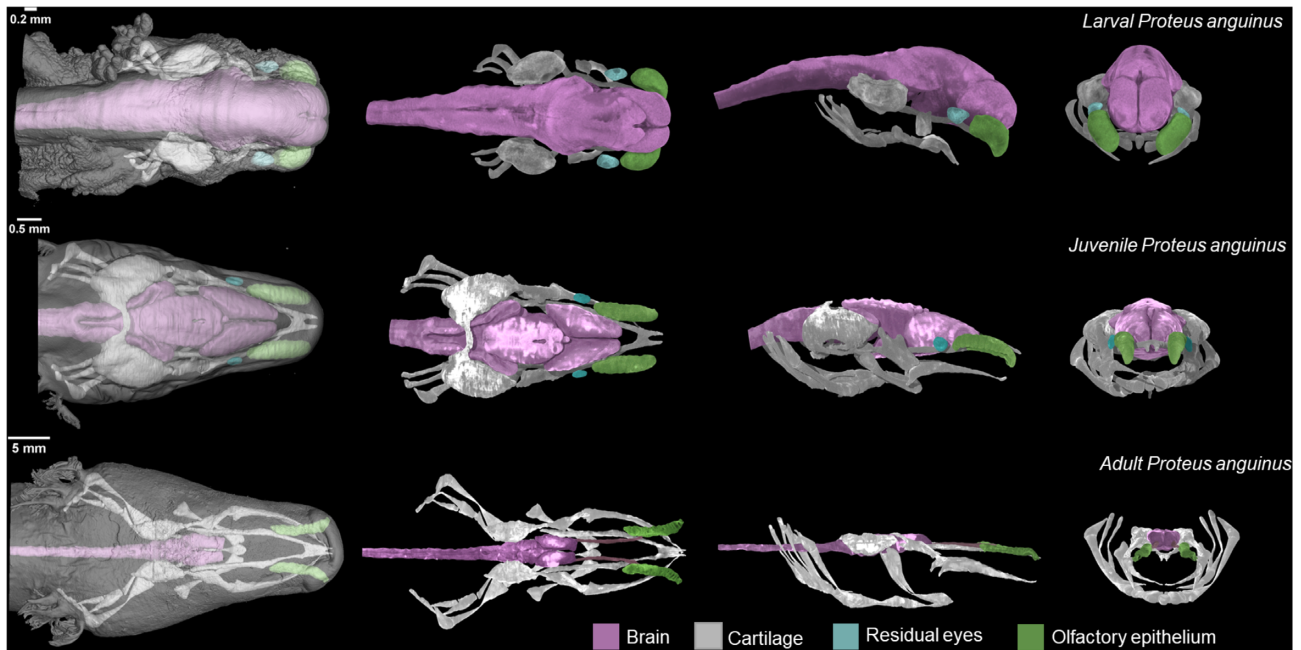 0.2 mm
Larval Proteus anguinus
0.5 mm
Juvenile Proteus anguinus
5 mm
Adult Proteus anguinus
Brain
Cartilage
Residual eyes
Olfactory epithelium